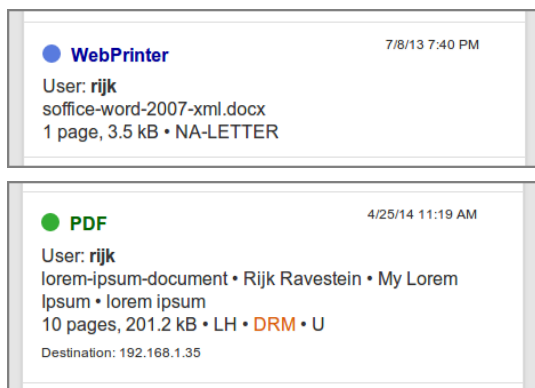 WebPrinter 7/8/13 7:40 PM
User: rijk
soffice-word-2007-xml.docx
1 page, 3.5 kB • NA-LETTER
PDF 4/25/14 11:19 AM
User: rijk
lorem-ipsum-document • Rijk Ravestein • My Lorem
Ipsum • lorem ipsum
10 pages, 201.2 kB • LH • DRM • U
Destination: 192.168.1.35